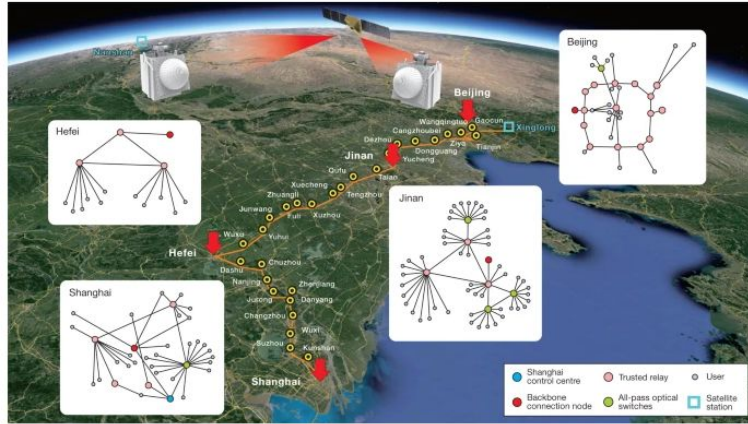 Nanshan
Beijing
Beijing
Wangqingtuo
Gaocun
Cangzhoubei
Xinglong
Dezhou
Ziya
Tianjin
Dongguang
Jinan
Yucheng
Hefei
Qufu
Taian
Xuecheng
Tengzhou
Zhuangli
Jinan
Junwang
Fuli
Xuzhou
Wuxu
Yuhui
Hefei
Chuzhou
Dashu
Shanghai
Nanjing
Zhenjiang
Jurong
Danyang
Changzhou
Wuxi
Suzhou
Kunshan
Shanghai
Shanghai
control centre
Trusted relay
User
Backbone
connection node
All-pass optical
switches
Satellite
station